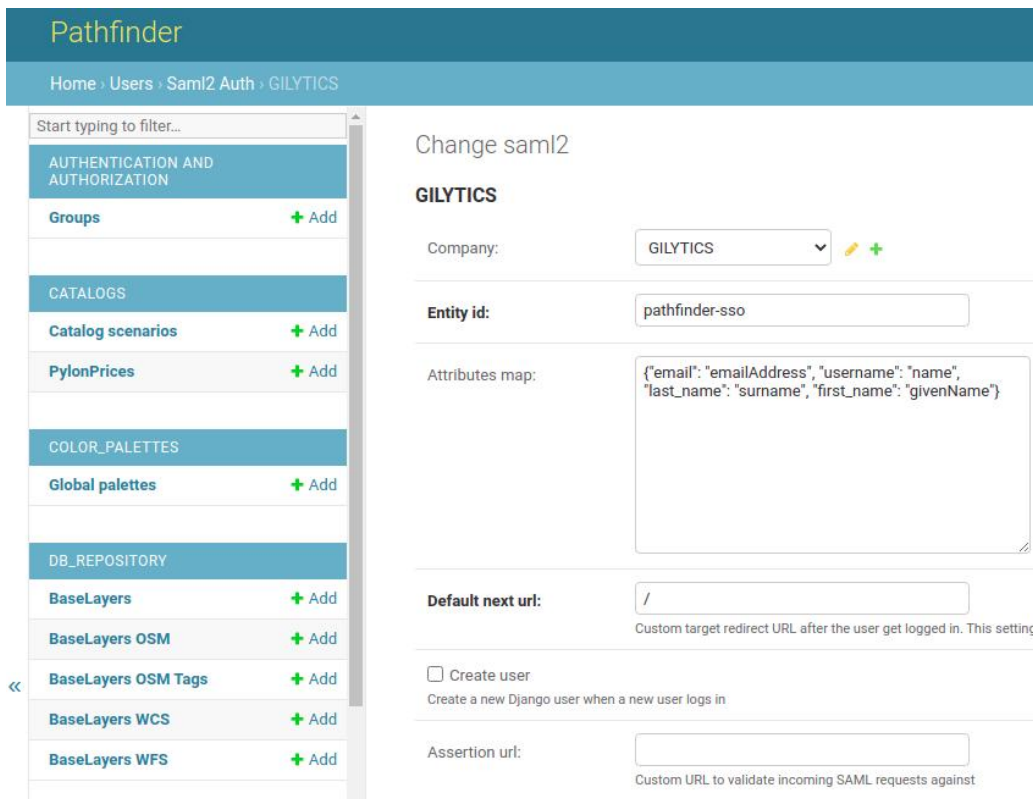 Pathfinder
Home › Users › Saml2 Auth › GILYTICS
Start typing to filter...
AUTHENTICATION AND
AUTHORIZATION
Groups + Add
CATALOGS
Catalog scenarios + Add
PylonPrices + Add
COLOR_PALETTES
Global palettes + Add
DB_REPOSITORY
BaseLayers + Add
BaseLayers OSM + Add
BaseLayers OSM Tags + Add
BaseLayers WCS + Add
BaseLayers WFS + Add
«
Change saml2
GILYTICS
Company: GILYTICS
Entity id: pathfinder-sso
Attributes map: {"email": "emailAddress", "username": "name",
"last_name": "surname", "first_name": "givenName"}
Default next url: /
Custom target redirect URL after the user get logged in. This setting
Create user
Create a new Django user when a new user logs in
Assertion url:
Custom URL to validate incoming SAML requests against